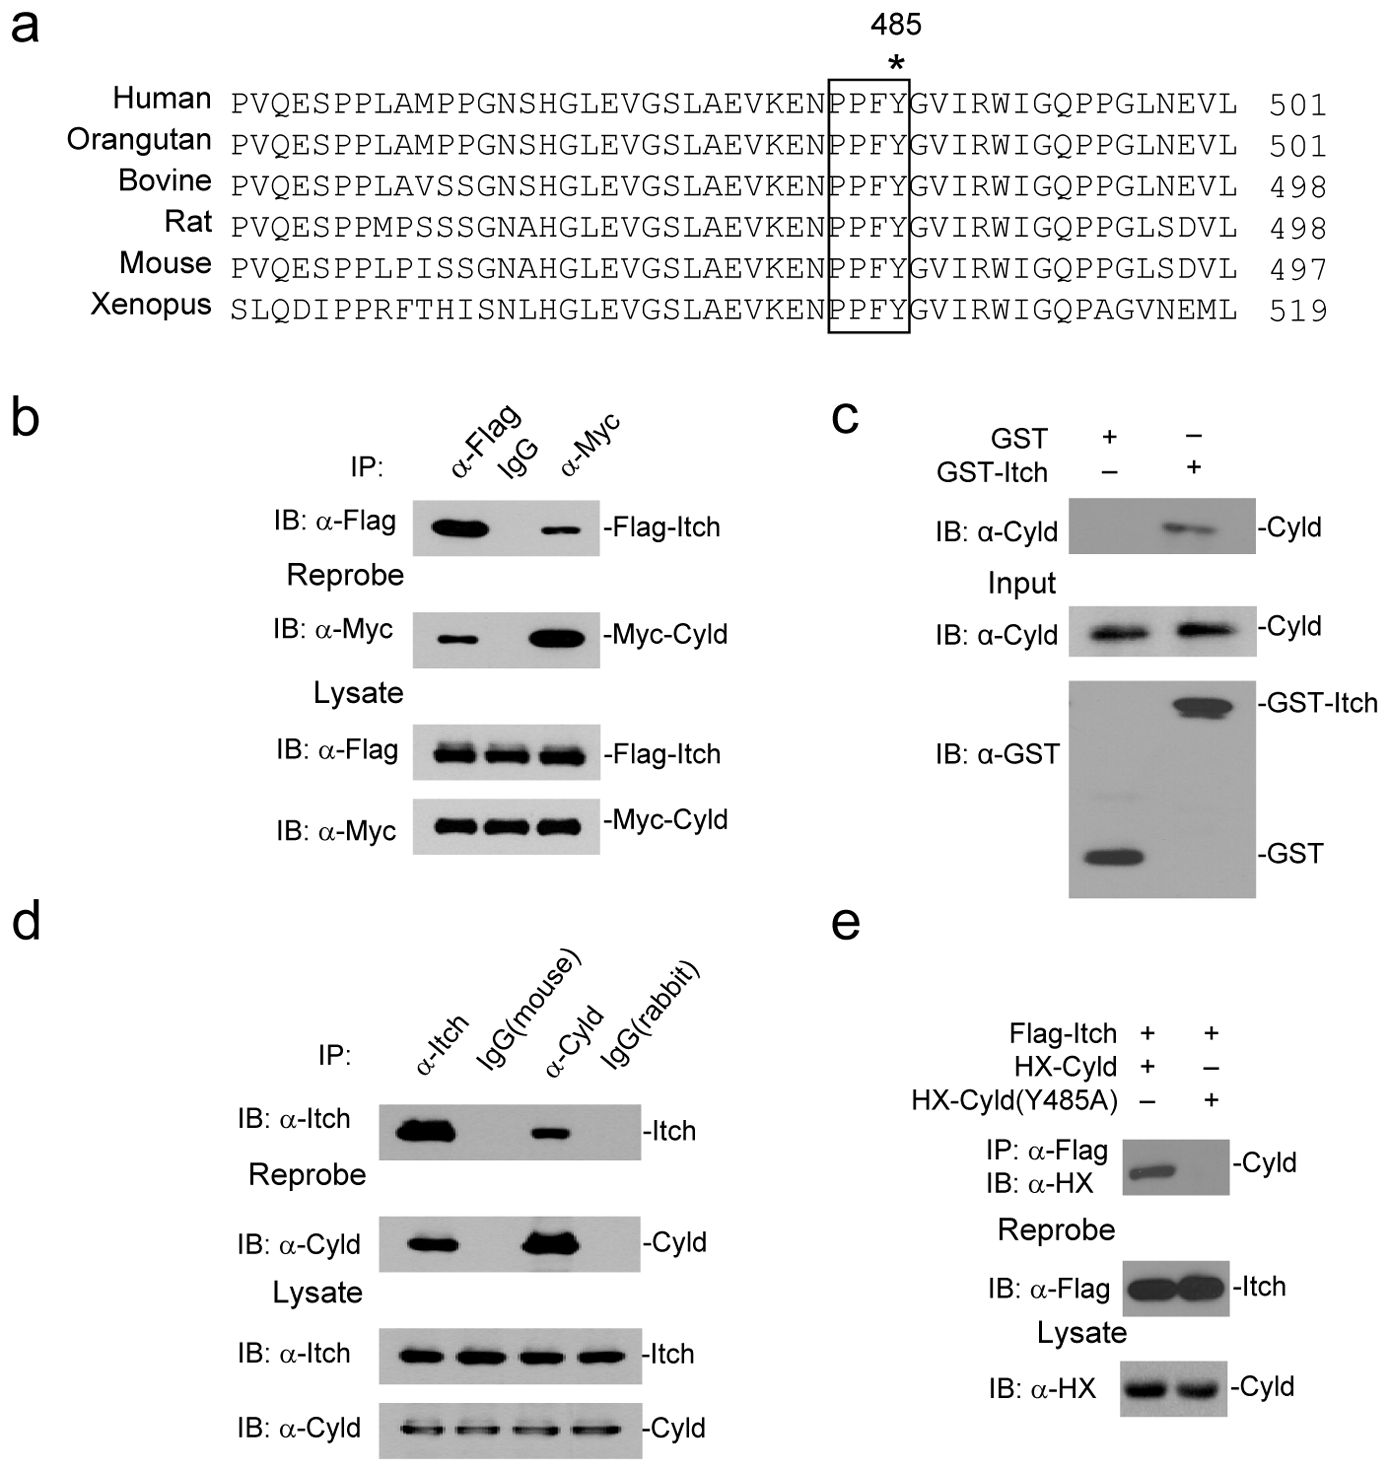 a
485
*
Human PVQESPPLAMPPGNSHGLEVGSLAEVKENPPFYGVIRWIGQPPGLNEVL 501
Orangutan PVQESPPLAMPPGNSHGLEVGSLAEVKENPPFYGVIRWIGQPPGLNEVL 501
Bovine PVQESPPLAVSSGNSHGLEVGSLAEVKENPPFYGVIRWIGQPPGLNEVL 498
Rat PVQESPPMPSSSGNAHGLEVGSLAEVKENPPFYGVIRWIGQPPGLSDVL 498
Mouse PVQESPPLPISSGNAHGLEVGSLAEVKENPPFYGVIRWIGQPPGLSDVL 497
Xenopus SLQDIPPRFTHISNLHGLEVGSLAEVKENPPFYGVIRWIGQPAGVNEML 519
b
IP: α-Flag IgG α-Myc
IB: α-Flag -Flag-Itch
Reprobe
IB: α-Myc -Myc-Cyld
Lysate
IB: α-Flag -Flag-Itch
IB: α-Myc -Myc-Cyld
c
GST + –
GST-Itch – +
IB: α-Cyld -Cyld
Input
IB: α-Cyld -Cyld
-GST-Itch
IB: α-GST
-GST
d
IP: α-Itch IgG(mouse) α-Cyld IgG(rabbit)
IB: α-Itch -Itch
Reprobe
IB: α-Cyld -Cyld
Lysate
IB: α-Itch -Itch
IB: α-Cyld -Cyld
e
Flag-Itch + +
HX-Cyld + –
HX-Cyld(Y485A) – +
IP: α-Flag
IB: α-HX -Cyld
Reprobe
IB: α-Flag -Itch
Lysate
IB: α-HX -Cyld